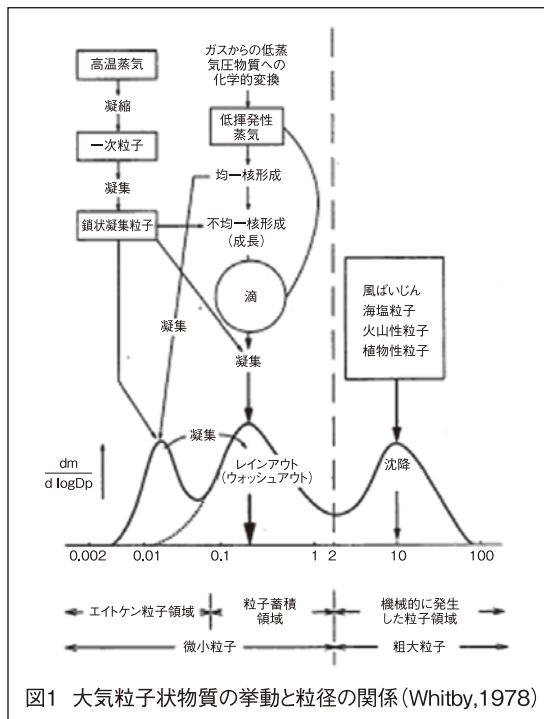 高温蒸気
凝縮
一次粒子
凝集
鎖状凝集粒子
ガスからの低蒸
気圧物質への
化学的変換
低揮発性
蒸気
均一核形成
不均一核形成
(成長)
滴
凝集
凝集
風ばいじん
海塩粒子
火山性粒子
植物性粒子
凝集
レインアウト
(ウォッシュアウト)
沈降
dm
d logDp
0.002 0.01 0.1 1 2 10 100
エイトケン粒子領域
粒子蓄積
領域
機械的に発生
した粒子領域
微小粒子
粗大粒子
図1 大気粒子状物質の挙動と粒径の関係(Whitby,1978)